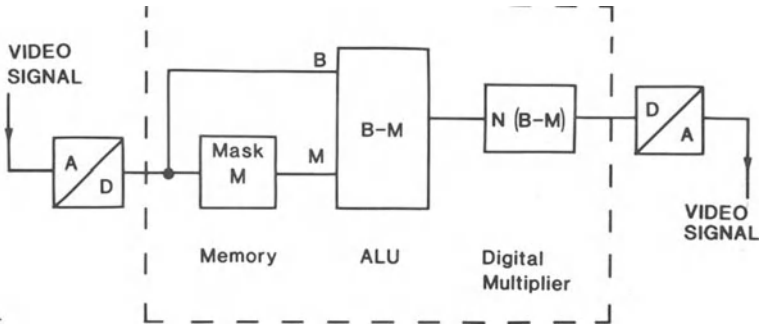 VIDEO
SIGNAL
A
D
B
Mask
M
M
B-M
N (B-M)
D
A
VIDEO
SIGNAL
Memory
ALU
Digital
Multiplier